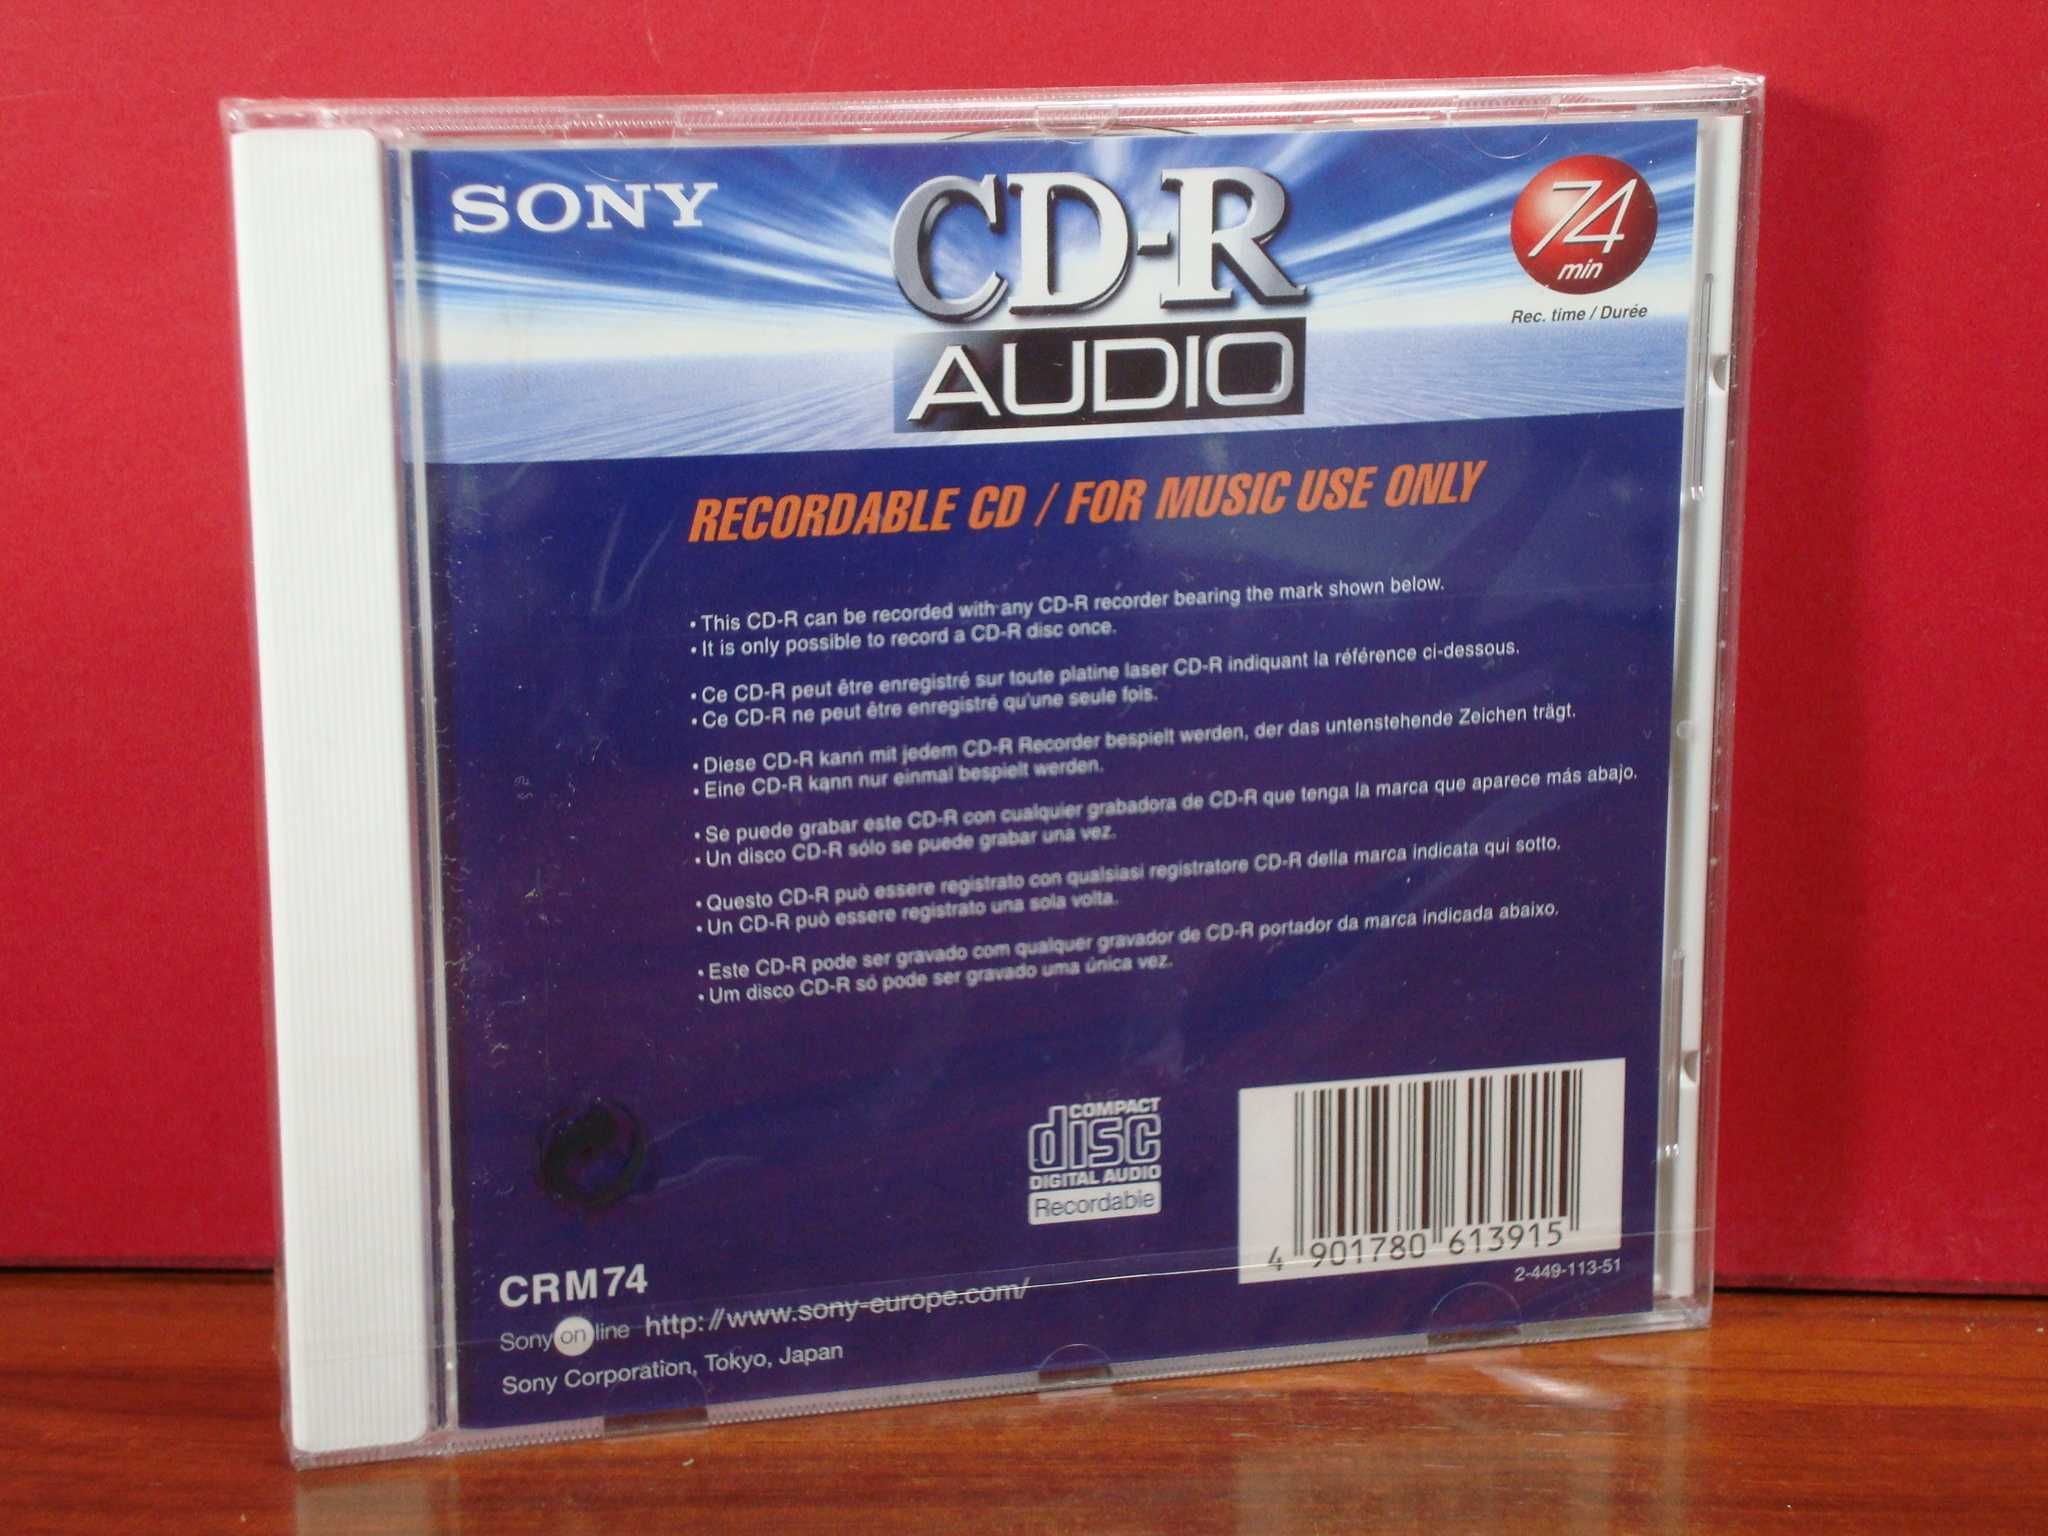 SONY
CD-R
AUDIO
74
min
Rec. time / Durée
RECORDABLE CD / FOR MUSIC USE ONLY
• This CD-R can be recorded with any CD-R recorder bearing the mark shown below.
• It is only possible to record a CD-R disc once.
• Ce CD-R peut être enregistré sur toute platine laser CD-R indiquant la référence ci-dessous.
• Ce CD-R ne peut être enregistré qu'une seule fois.
• Diese CD-R kann mit jedem CD-R Recorder bespielt werden, der das untenstehende Zeichen trägt.
• Eine CD-R kann nur einmal bespielt werden.
• Se puede grabar este CD-R con cualquier grabadora de CD-R que tenga la marca que aparece más abajo.
• Un disco CD-R sólo se puede grabar una vez.
• Questo CD-R può essere registrato con qualsiasi registratore CD-R della marca indicata qui sotto.
• Un CD-R può essere registrato una sola volta.
• Este CD-R pode ser gravado com qualquer gravador de CD-R portador da marca indicada abaixo.
• Um disco CD-R só pode ser gravado uma única vez.
COMPACT
disc
DIGITAL AUDIO
Recordable
4 901780 613915
2-449-113-51
CRM74
Sony on line http://www.sony-europe.com/
Sony Corporation, Tokyo, Japan